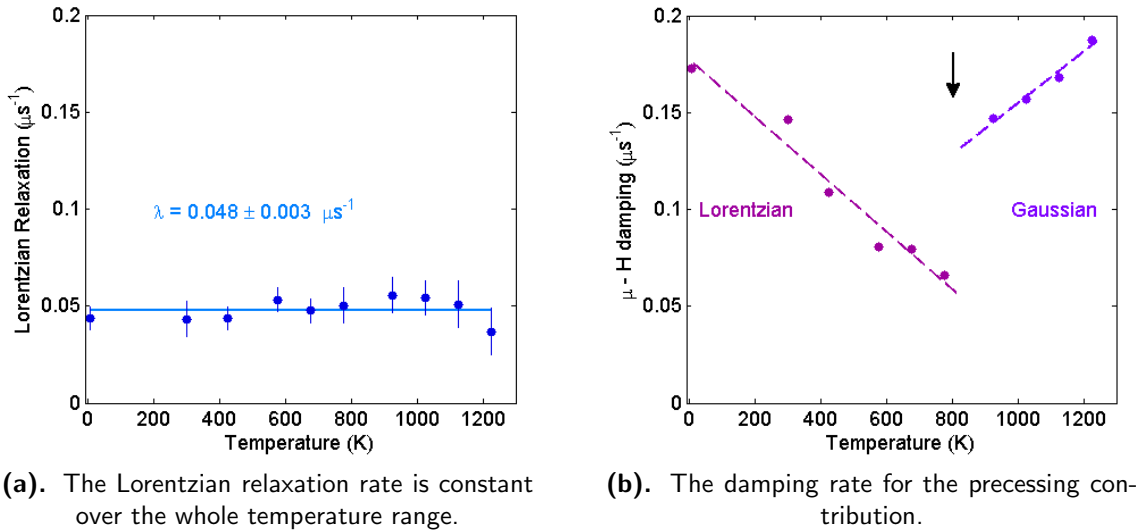 0.2
0.15
0.1
0.05
0
Lorentzian Relaxation (μs⁻¹)
λ = 0.048 ± 0.003 μs⁻¹
0 200 400 600 800 1000 1200
Temperature (K)
(a). The Lorentzian relaxation rate is constant
over the whole temperature range.
0.2
0.15
0.1
0.05
0
μ - H damping (μs⁻¹)
Lorentzian
Gaussian
0 200 400 600 800 1000 1200
Temperature (K)
(b). The damping rate for the precessing con-
tribution.